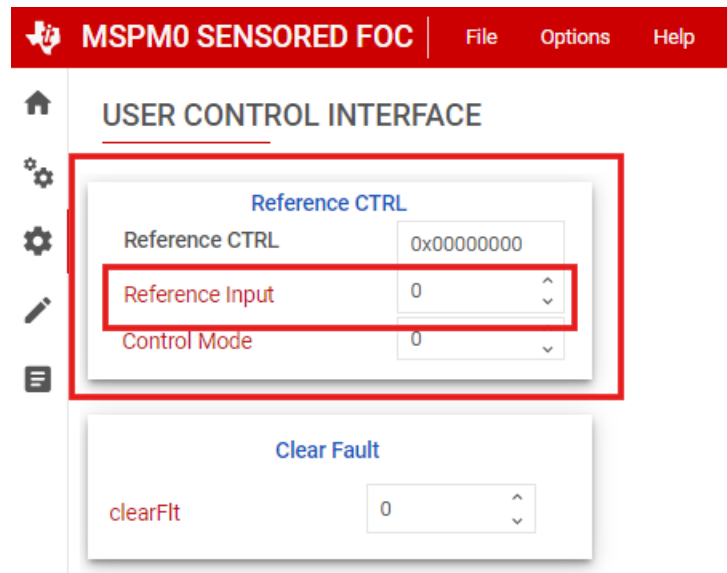 MSPM0 SENSORED FOC File Options Help
USER CONTROL INTERFACE
Reference CTRL
Reference CTRL 0x00000000
Reference Input 0
Control Mode 0
Clear Fault
clearFlt 0